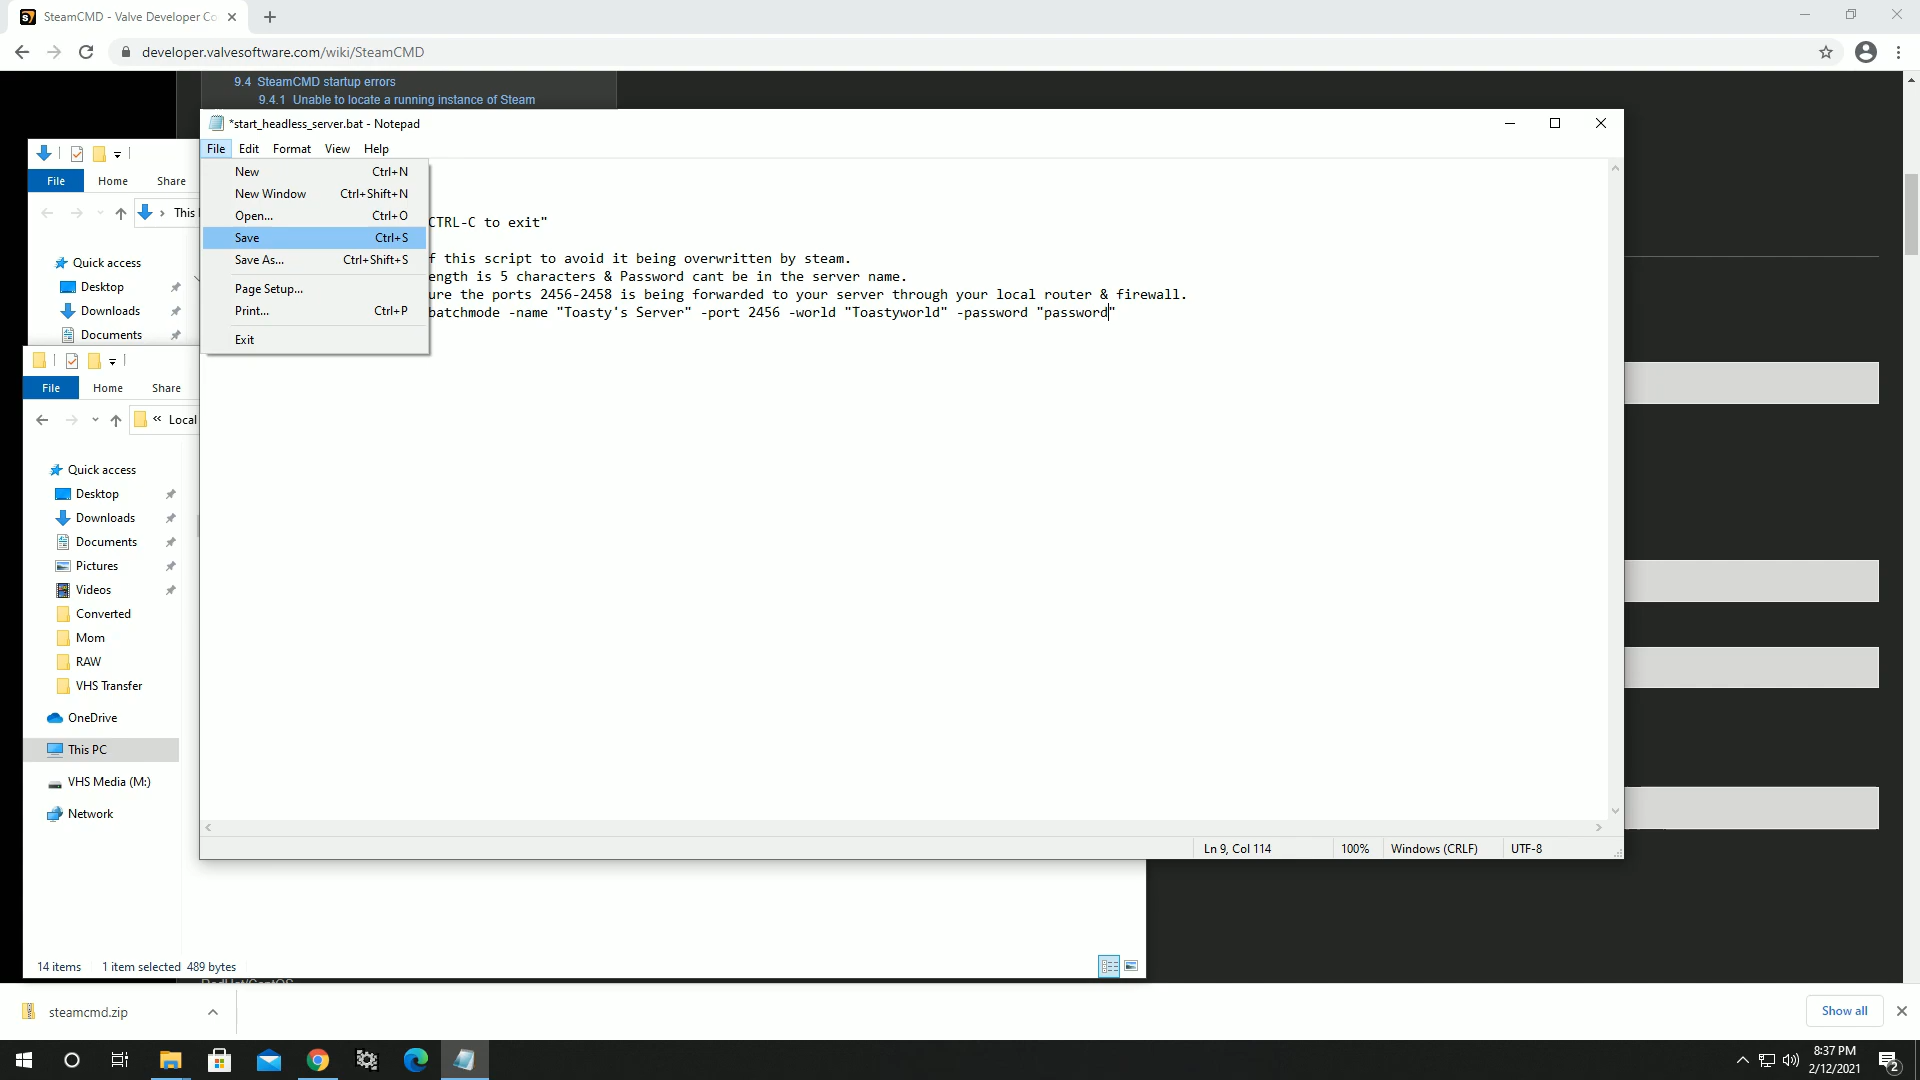 SteamCMD - Valve Developer Co
developer.valvesoftware.com/wiki/SteamCMD
9.4 SteamCMD startup errors
9.4.1 Unable to locate a running instance of Steam
*start_headless_server.bat - Notepad
File Edit Format View Help
New Ctrl+N
New Window Ctrl+Shift+N
Open... Ctrl+O
Save Ctrl+S
Save As... Ctrl+Shift+S
Page Setup...
Print... Ctrl+P
Exit
CTRL-C to exit"
f this script to avoid it being overwritten by steam.
ength is 5 characters & Password cant be in the server name.
ure the ports 2456-2458 is being forwarded to your server through your local router & firewall.
batchmode -name "Toasty's Server" -port 2456 -world "Toastyworld" -password "password"
File Home Share
This
Quick access
Desktop
Downloads
Documents
File Home Share
« Local
Quick access
Desktop
Downloads
Documents
Pictures
Videos
Converted
Mom
RAW
VHS Transfer
OneDrive
This PC
VHS Media (M:)
Network
Ln 9, Col 114 100% Windows (CRLF) UTF-8
14 items 1 item selected 489 bytes
steamcmd.zip
Show all
8:37 PM
2/12/2021
2